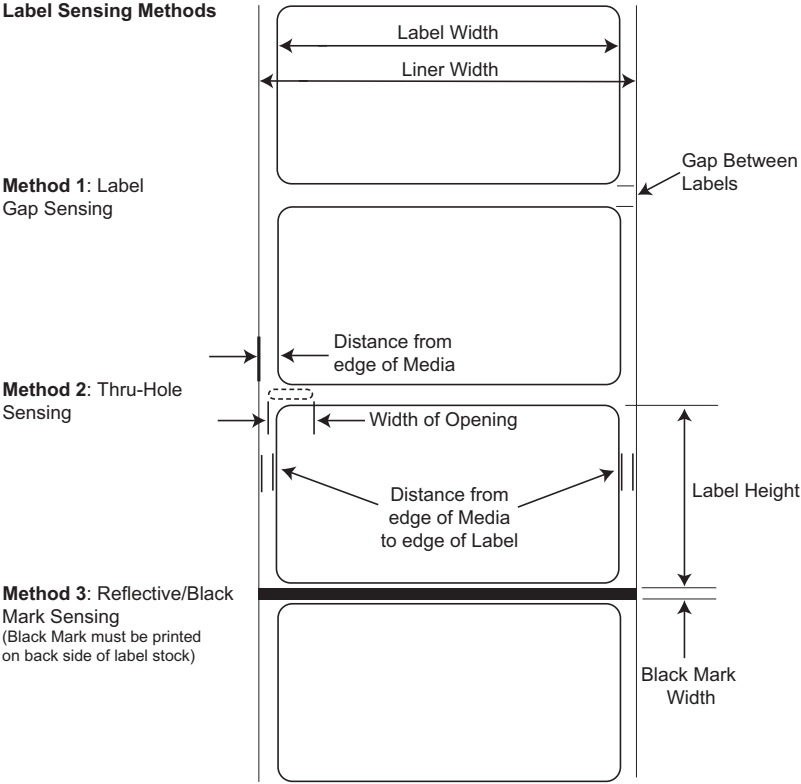 Label Sensing Methods
Label Width
Liner Width
Gap Between
Labels
Method 1: Label
Gap Sensing
Distance from
edge of Media
Method 2: Thru-Hole
Sensing
Width of Opening
Distance from
edge of Media
to edge of Label
Label Height
Method 3: Reflective/Black
Mark Sensing
(Black Mark must be printed
on back side of label stock)
Black Mark
Width